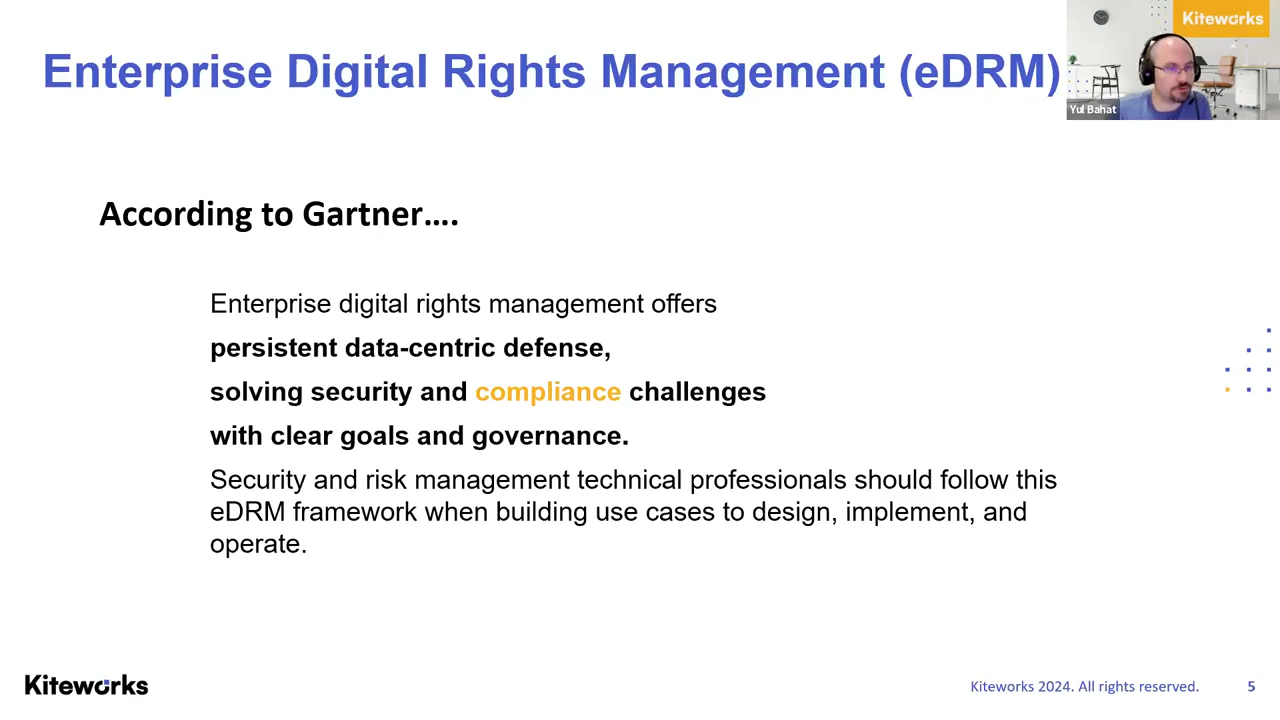 Enterprise Digital Rights Management (eDRM)
Kiteworks
Yul Bahat
According to Gartner....
Enterprise digital rights management offers
persistent data-centric defense,
solving security and compliance challenges
with clear goals and governance.
Security and risk management technical professionals should follow this
eDRM framework when building use cases to design, implement, and
operate.
Kiteworks
Kiteworks 2024. All rights reserved.
5